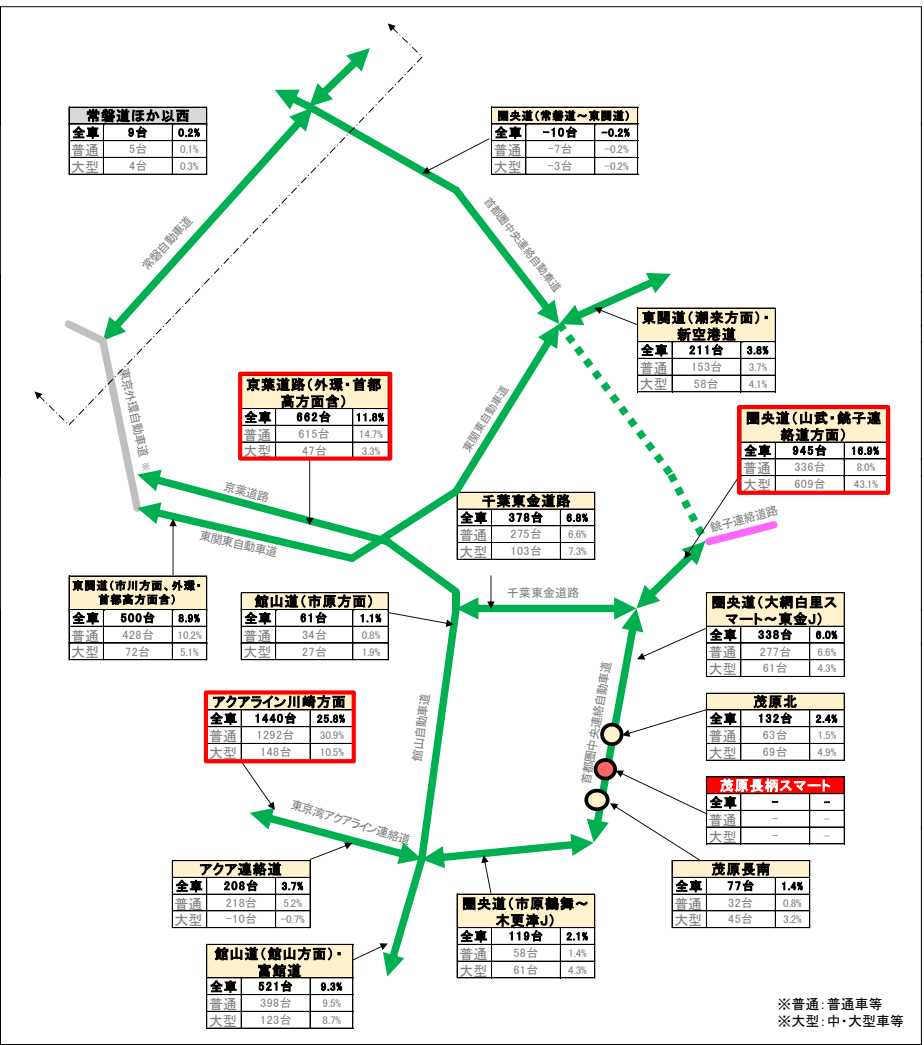 常磐道ほか以西
全車 9台 0.2%
普通 5台 0.1%
大型 4台 0.3%
圏央道(常磐道～東関道)
全車 -10台 -0.2%
普通 -7台 -0.2%
大型 -3台 -0.2%
常磐自動車道
首都圏中央連絡自動車道
東関道(潮来方面)・
新空港道
全車 211台 3.8%
普通 153台 3.7%
大型 58台 4.1%
京葉道路(外環・首都
高方面含)
全車 662台 11.8%
普通 615台 14.7%
大型 47台 3.3%
東京外環自動車道 ※
東関東自動車道
圏央道(山武・銚子連
絡道方面)
全車 945台 16.9%
普通 336台 8.0%
大型 609台 43.1%
京葉道路
東関東自動車道
千葉東金道路
全車 378台 6.8%
普通 275台 6.6%
大型 103台 7.3%
銚子連絡道路
東関道(市川方面、外環・
首都高方面含)
全車 500台 8.9%
普通 428台 10.2%
大型 72台 5.1%
館山道(市原方面)
全車 61台 1.1%
普通 34台 0.8%
大型 27台 1.9%
千葉東金道路
圏央道(大網白里ス
マート～東金J)
全車 338台 6.0%
普通 277台 6.6%
大型 61台 4.3%
アクアライン川崎方面
全車 1440台 25.8%
普通 1292台 30.9%
大型 148台 10.5%
館山自動車道
首都圏中央連絡自動車道
茂原北
全車 132台 2.4%
普通 63台 1.5%
大型 69台 4.9%
茂原長柄スマート
全車 - -
普通 - -
大型 - -
東京湾アクアライン連絡道
アクア連絡道
全車 208台 3.7%
普通 218台 5.2%
大型 -10台 -0.7%
茂原長南
全車 77台 1.4%
普通 32台 0.8%
大型 45台 3.2%
圏央道(市原鶴舞～
木更津J)
全車 119台 2.1%
普通 58台 1.4%
大型 61台 4.3%
館山道(館山方面)・
富館道
全車 521台 9.3%
普通 398台 9.5%
大型 123台 8.7%
※普通:普通車等
※大型:中・大型車等